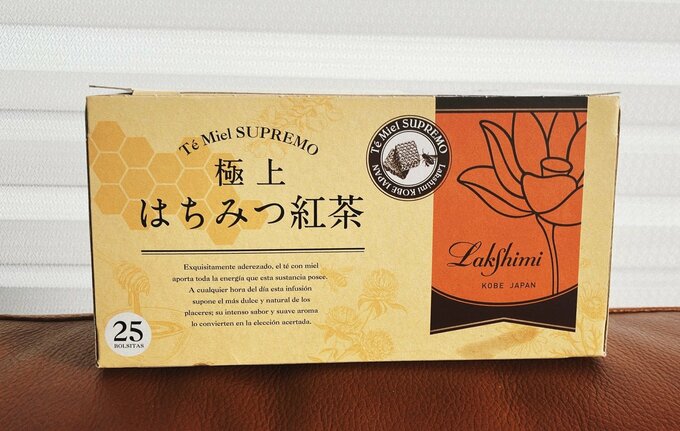 Té Miel SUPREMO
極上
はちみつ紅茶
Exquisitamente aderezado, el té con miel
aporta toda la energía que esta sustancia posee.
A cualquier hora del día esta infusión
supone el más dulce y natural de los
placeres; su intenso sabor y suave aroma
lo convierten en la elección acertada.
25
BOLSITAS
Té Miel SUPREMO
Lakshimi KOBE JAPAN
Lakshimi
KOBE JAPAN